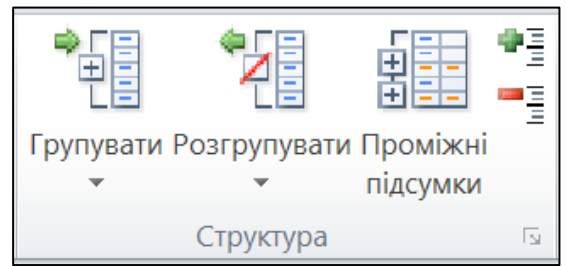 Групувати Розгрупувати Проміжні
підсумки
Структура